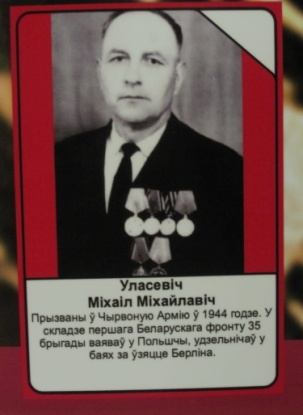 Уласевіч
Міхаіл Міхайлавіч
Прызваны ў Чырвоную Армію ў 1944 годзе. У
складзе першага Беларускага фронту 35
брыгады ваяваў у Польшчы, удзельнічаў у
баях за ўзяцце Берліна.